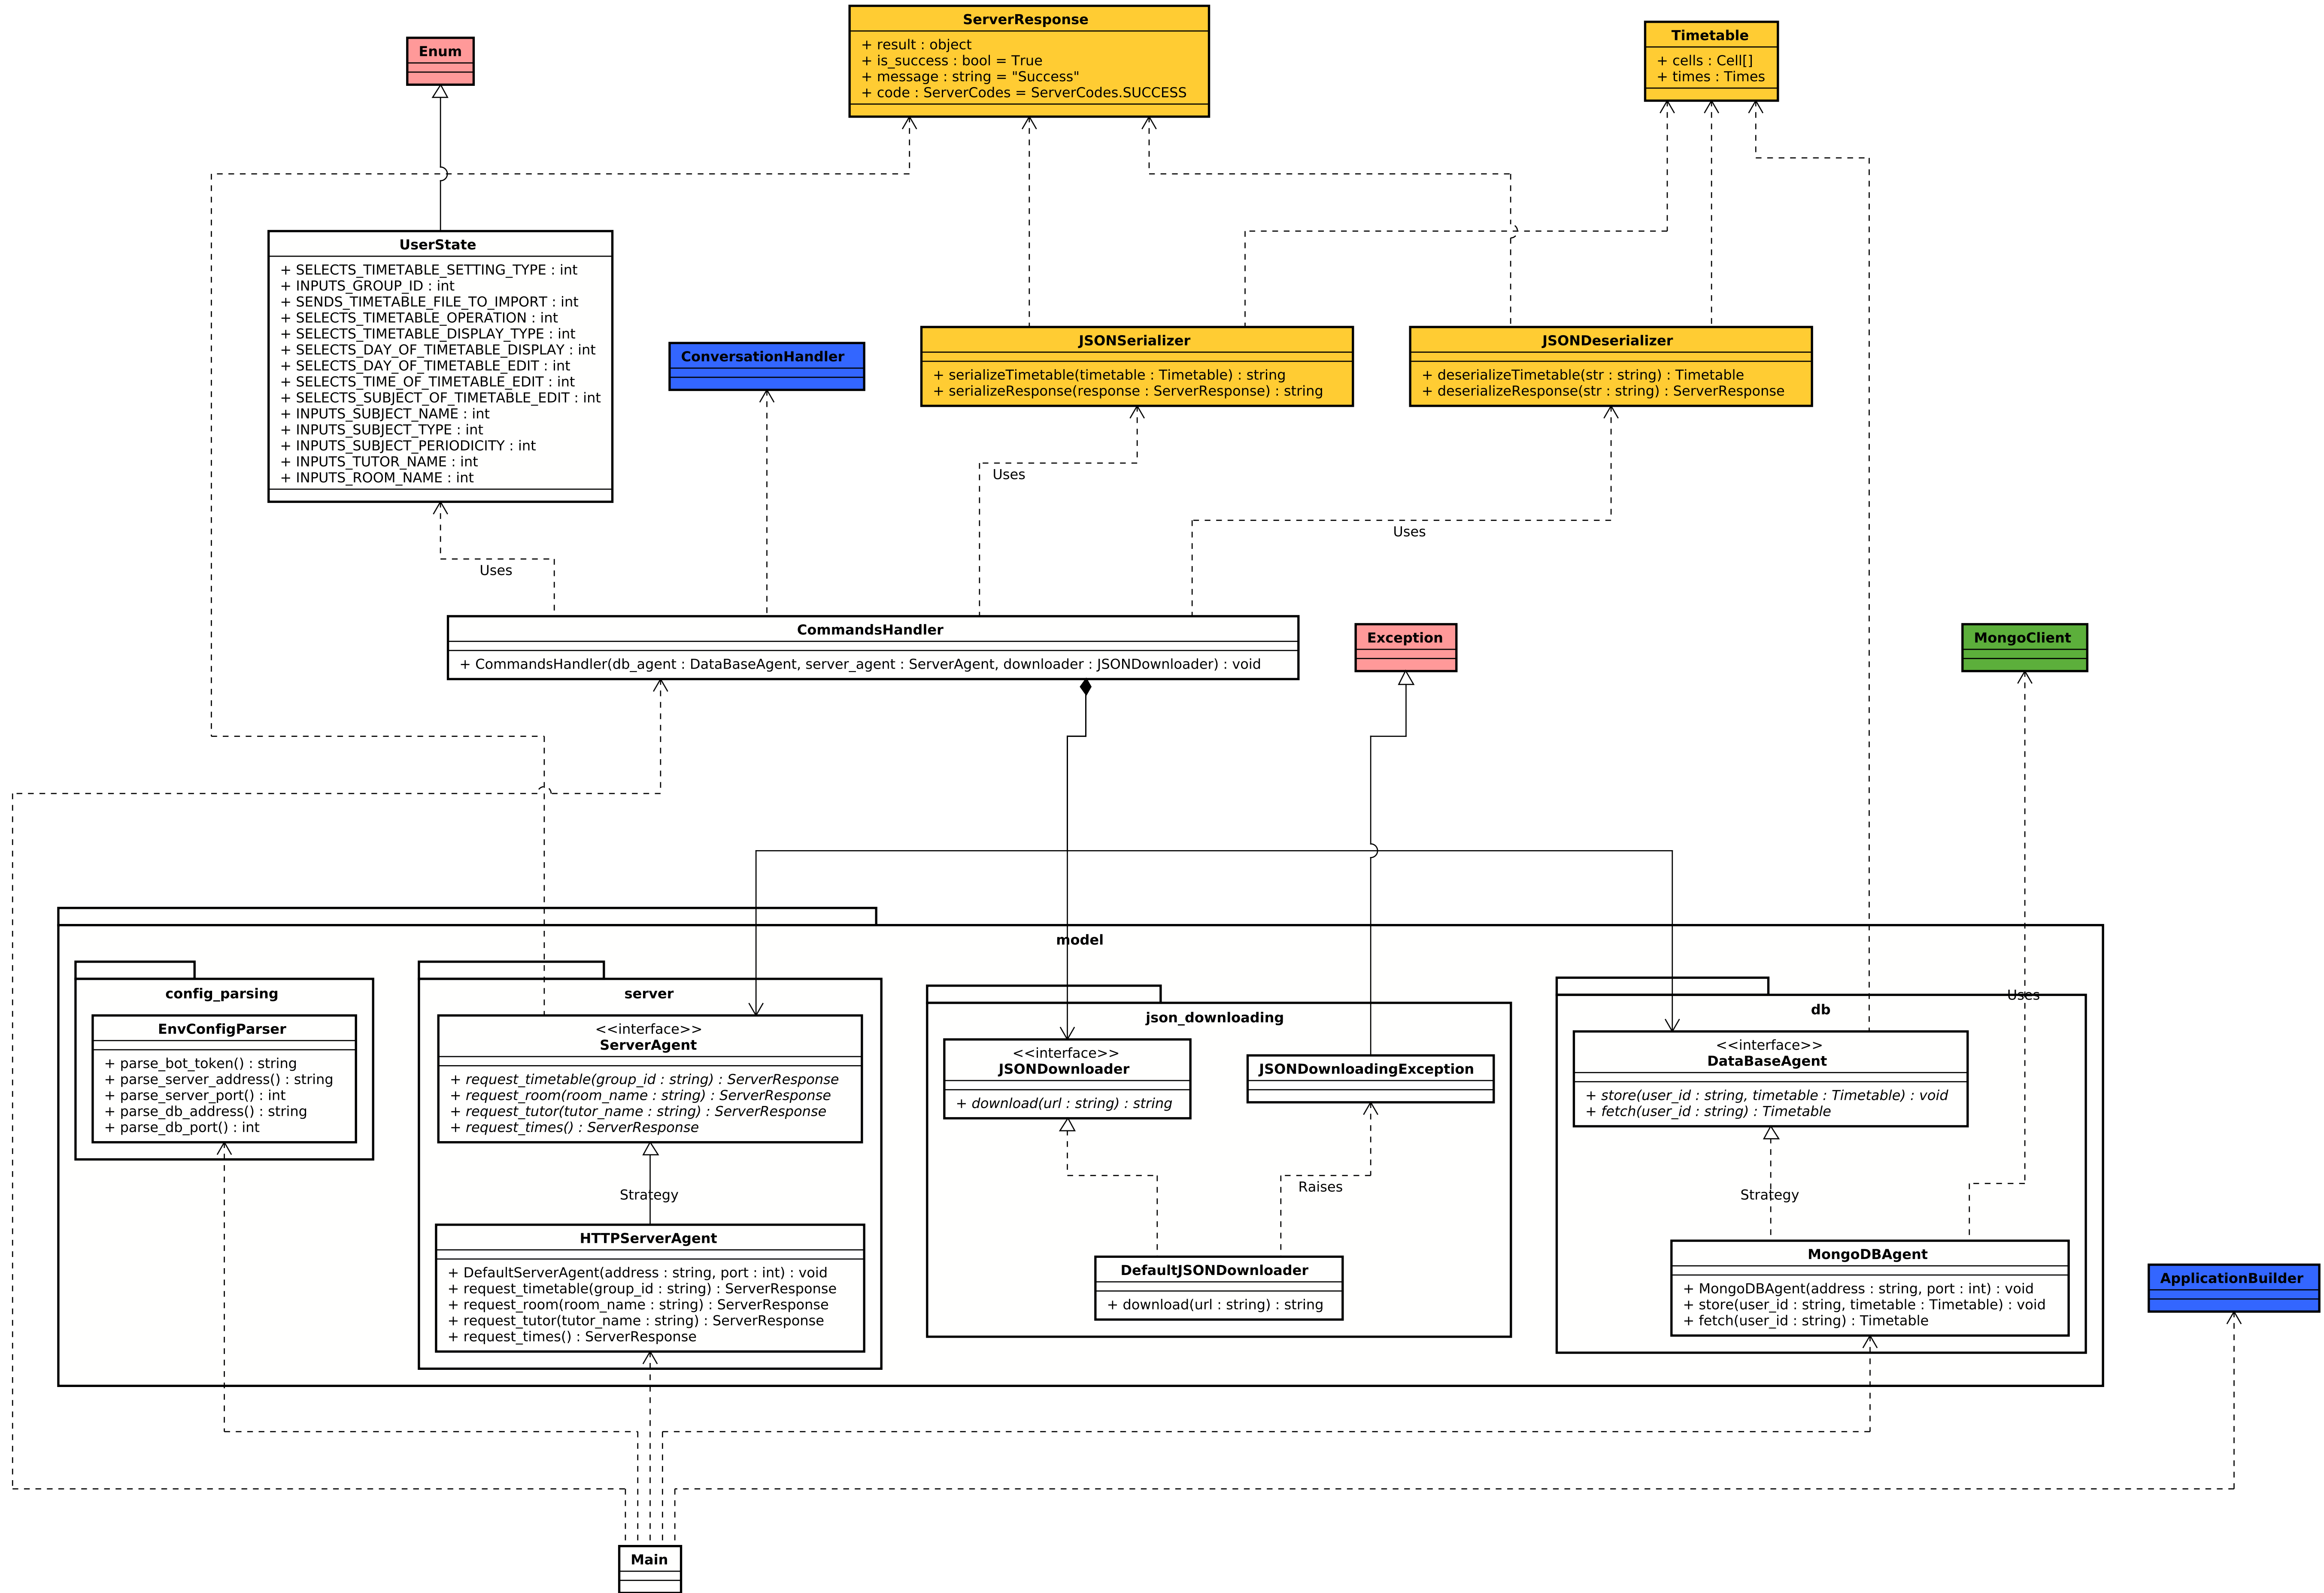 ServerResponse
+ result : object
+ is_success : bool = True
+ message : string = "Success"
+ code : ServerCodes = ServerCodes.SUCCESS
Timetable
+ cells : Cell[]
+ times : Times
Enum
UserState
+ SELECTS_TIMETABLE_SETTING_TYPE : int
+ INPUTS_GROUP_ID : int
+ SENDS_TIMETABLE_FILE_TO_IMPORT : int
+ SELECTS_TIMETABLE_OPERATION : int
+ SELECTS_TIMETABLE_DISPLAY_TYPE : int
+ SELECTS_DAY_OF_TIMETABLE_DISPLAY : int
+ SELECTS_DAY_OF_TIMETABLE_EDIT : int
+ SELECTS_TIME_OF_TIMETABLE_EDIT : int
+ SELECTS_SUBJECT_OF_TIMETABLE_EDIT : int
+ INPUTS_SUBJECT_NAME : int
+ INPUTS_SUBJECT_TYPE : int
+ INPUTS_SUBJECT_PERIODICITY : int
+ INPUTS_TUTOR_NAME : int
+ INPUTS_ROOM_NAME : int
ConversationHandler
JSONSerializer
+ serializeTimetable(timetable : Timetable) : string
+ serializeResponse(response : ServerResponse) : string
JSONDeserializer
+ deserializeTimetable(str : string) : Timetable
+ deserializeResponse(str : string) : ServerResponse
Uses
Uses
Uses
CommandsHandler
+ CommandsHandler(db_agent : DataBaseAgent, server_agent : ServerAgent, downloader : JSONDownloader) : void
Exception
MongoClient
model
config_parsing
EnvConfigParser
+ parse_bot_token() : string
+ parse_server_address() : string
+ parse_server_port() : int
+ parse_db_address() : string
+ parse_db_port() : int
server
<<interface>>
ServerAgent
+ request_timetable(group_id : string) : ServerResponse
+ request_room(room_name : string) : ServerResponse
+ request_tutor(tutor_name : string) : ServerResponse
+ request_times() : ServerResponse
Strategy
HTTPServerAgent
+ DefaultServerAgent(address : string, port : int) : void
+ request_timetable(group_id : string) : ServerResponse
+ request_room(room_name : string) : ServerResponse
+ request_tutor(tutor_name : string) : ServerResponse
+ request_times() : ServerResponse
json_downloading
<<interface>>
JSONDownloader
+ download(url : string) : string
JSONDownloadingException
Raises
DefaultJSONDownloader
+ download(url : string) : string
Uses
db
<<interface>>
DataBaseAgent
+ store(user_id : string, timetable : Timetable) : void
+ fetch(user_id : string) : Timetable
Strategy
MongoDBAgent
+ MongoDBAgent(address : string, port : int) : void
+ store(user_id : string, timetable : Timetable) : void
+ fetch(user_id : string) : Timetable
ApplicationBuilder
Main